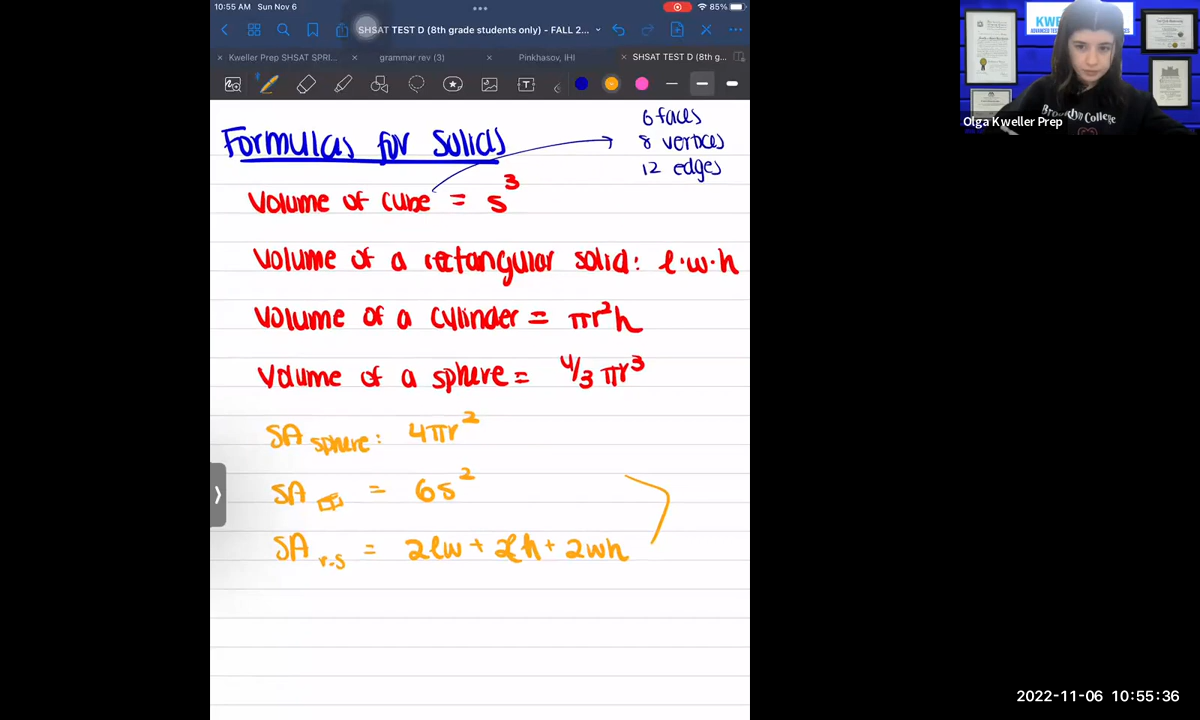 10:55 AM Sun Nov 6
85%
SHSAT TEST D (8th grade students only) - FALL 2...
Kweller Prep SHSAT SPRI...
grammar rev (3)
Pinkhasov, IHI
SHSAT TEST D (8th g...
Formulas for Solids
6 faces
8 vertices
12 edges
Volume of cube = s³
Volume of a rectangular solid: l·w·h
Volume of a cylinder = πr²h
Volume of a sphere = 4/3 πr³
SA sphere: 4πr²
SA = 6s²
SA r.s = 2lw + 2lh + 2wh
KWE
Brooklyn College
Olga Kweller Prep
2022-11-06 10:55:36